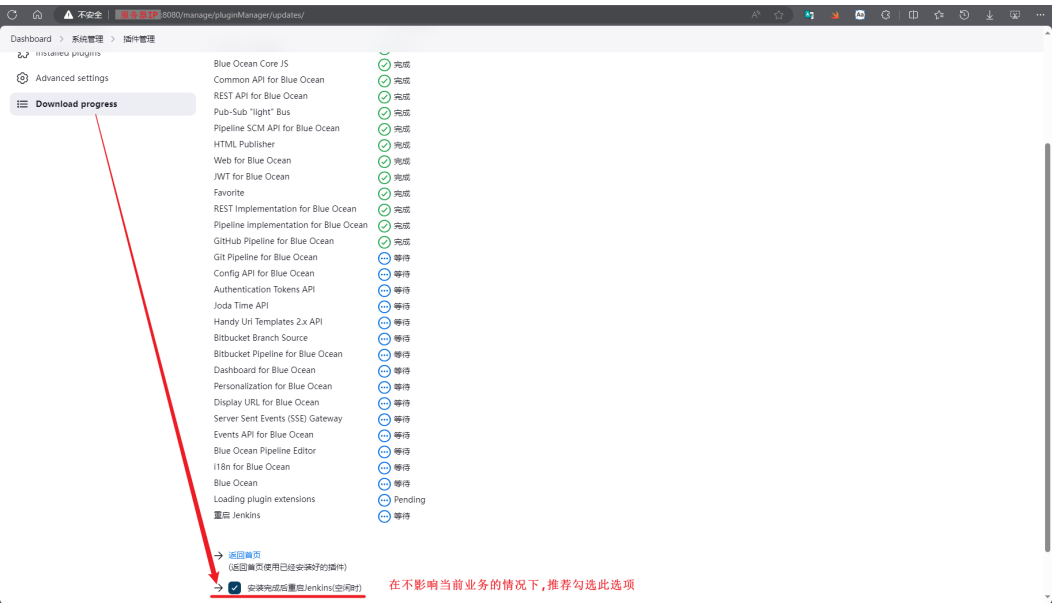 不安全 服务器IP:8080/manage/pluginManager/updates/
Dashboard > 系统管理 > 插件管理
Installed plugins
Advanced settings
Download progress
Blue Ocean Core JS 完成
Common API for Blue Ocean 完成
REST API for Blue Ocean 完成
Pub-Sub "light" Bus 完成
Pipeline SCM API for Blue Ocean 完成
HTML Publisher 完成
Web for Blue Ocean 完成
JWT for Blue Ocean 完成
Favorite 完成
REST Implementation for Blue Ocean 完成
Pipeline implementation for Blue Ocean 完成
GitHub Pipeline for Blue Ocean 完成
Git Pipeline for Blue Ocean 等待
Config API for Blue Ocean 等待
Authentication Tokens API 等待
Joda Time API 等待
Handy Uri Templates 2.x API 等待
Bitbucket Branch Source 等待
Bitbucket Pipeline for Blue Ocean 等待
Dashboard for Blue Ocean 等待
Personalization for Blue Ocean 等待
Display URL for Blue Ocean 等待
Server Sent Events (SSE) Gateway 等待
Events API for Blue Ocean 等待
Blue Ocean Pipeline Editor 等待
i18n for Blue Ocean 等待
Blue Ocean 等待
Loading plugin extensions Pending
重启 Jenkins 等待
→ 返回首页
(返回首页使用已经安装好的插件)
→ 安装完成后重启Jenkins(空闲时) 在不影响当前业务的情况下,推荐勾选此选项